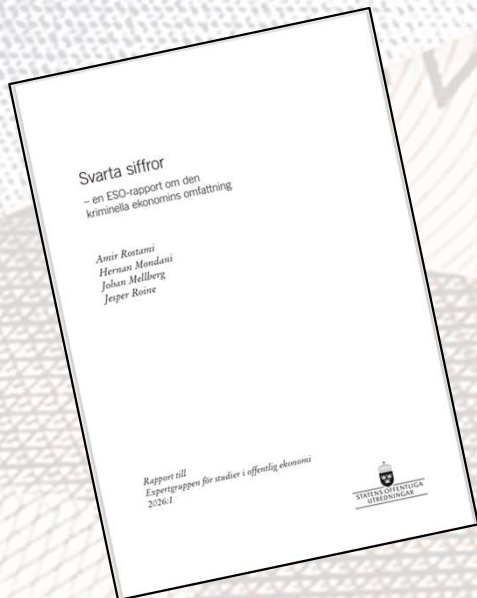 Svarta siffror
– en ESO-rapport om den
kriminella ekonomins omfattning
Amir Rostami
Hernan Mondani
Johan Mellberg
Jesper Roine
Rapport till
Expertgruppen för studier i offentlig ekonomi
2026:1
STATENS OFFENTLIGA
UTREDNINGAR